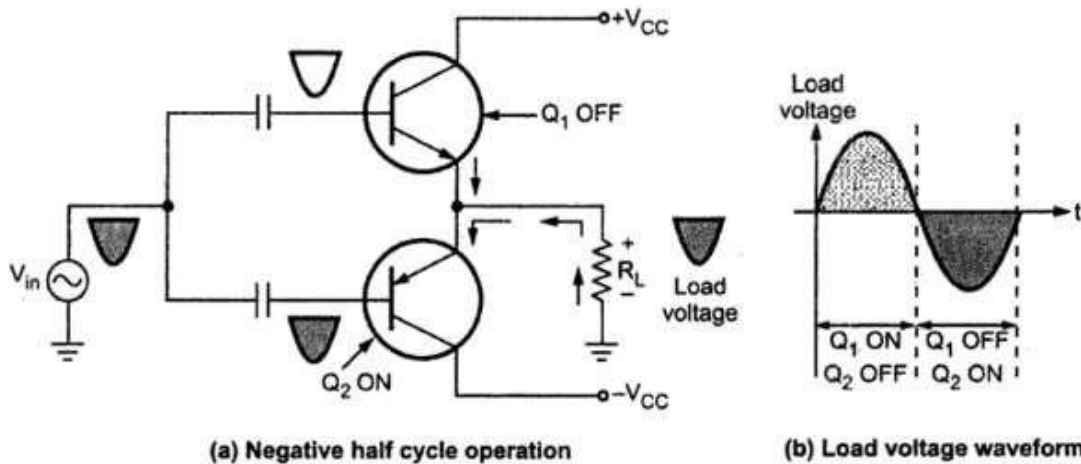 +VCC
Q1 OFF
Vin
+
RL
−
Load
voltage
Q2 ON
−VCC
(a) Negative half cycle operation
Load
voltage
t
Q1 ON
Q1 OFF
Q2 OFF
Q2 ON
(b) Load voltage waveform